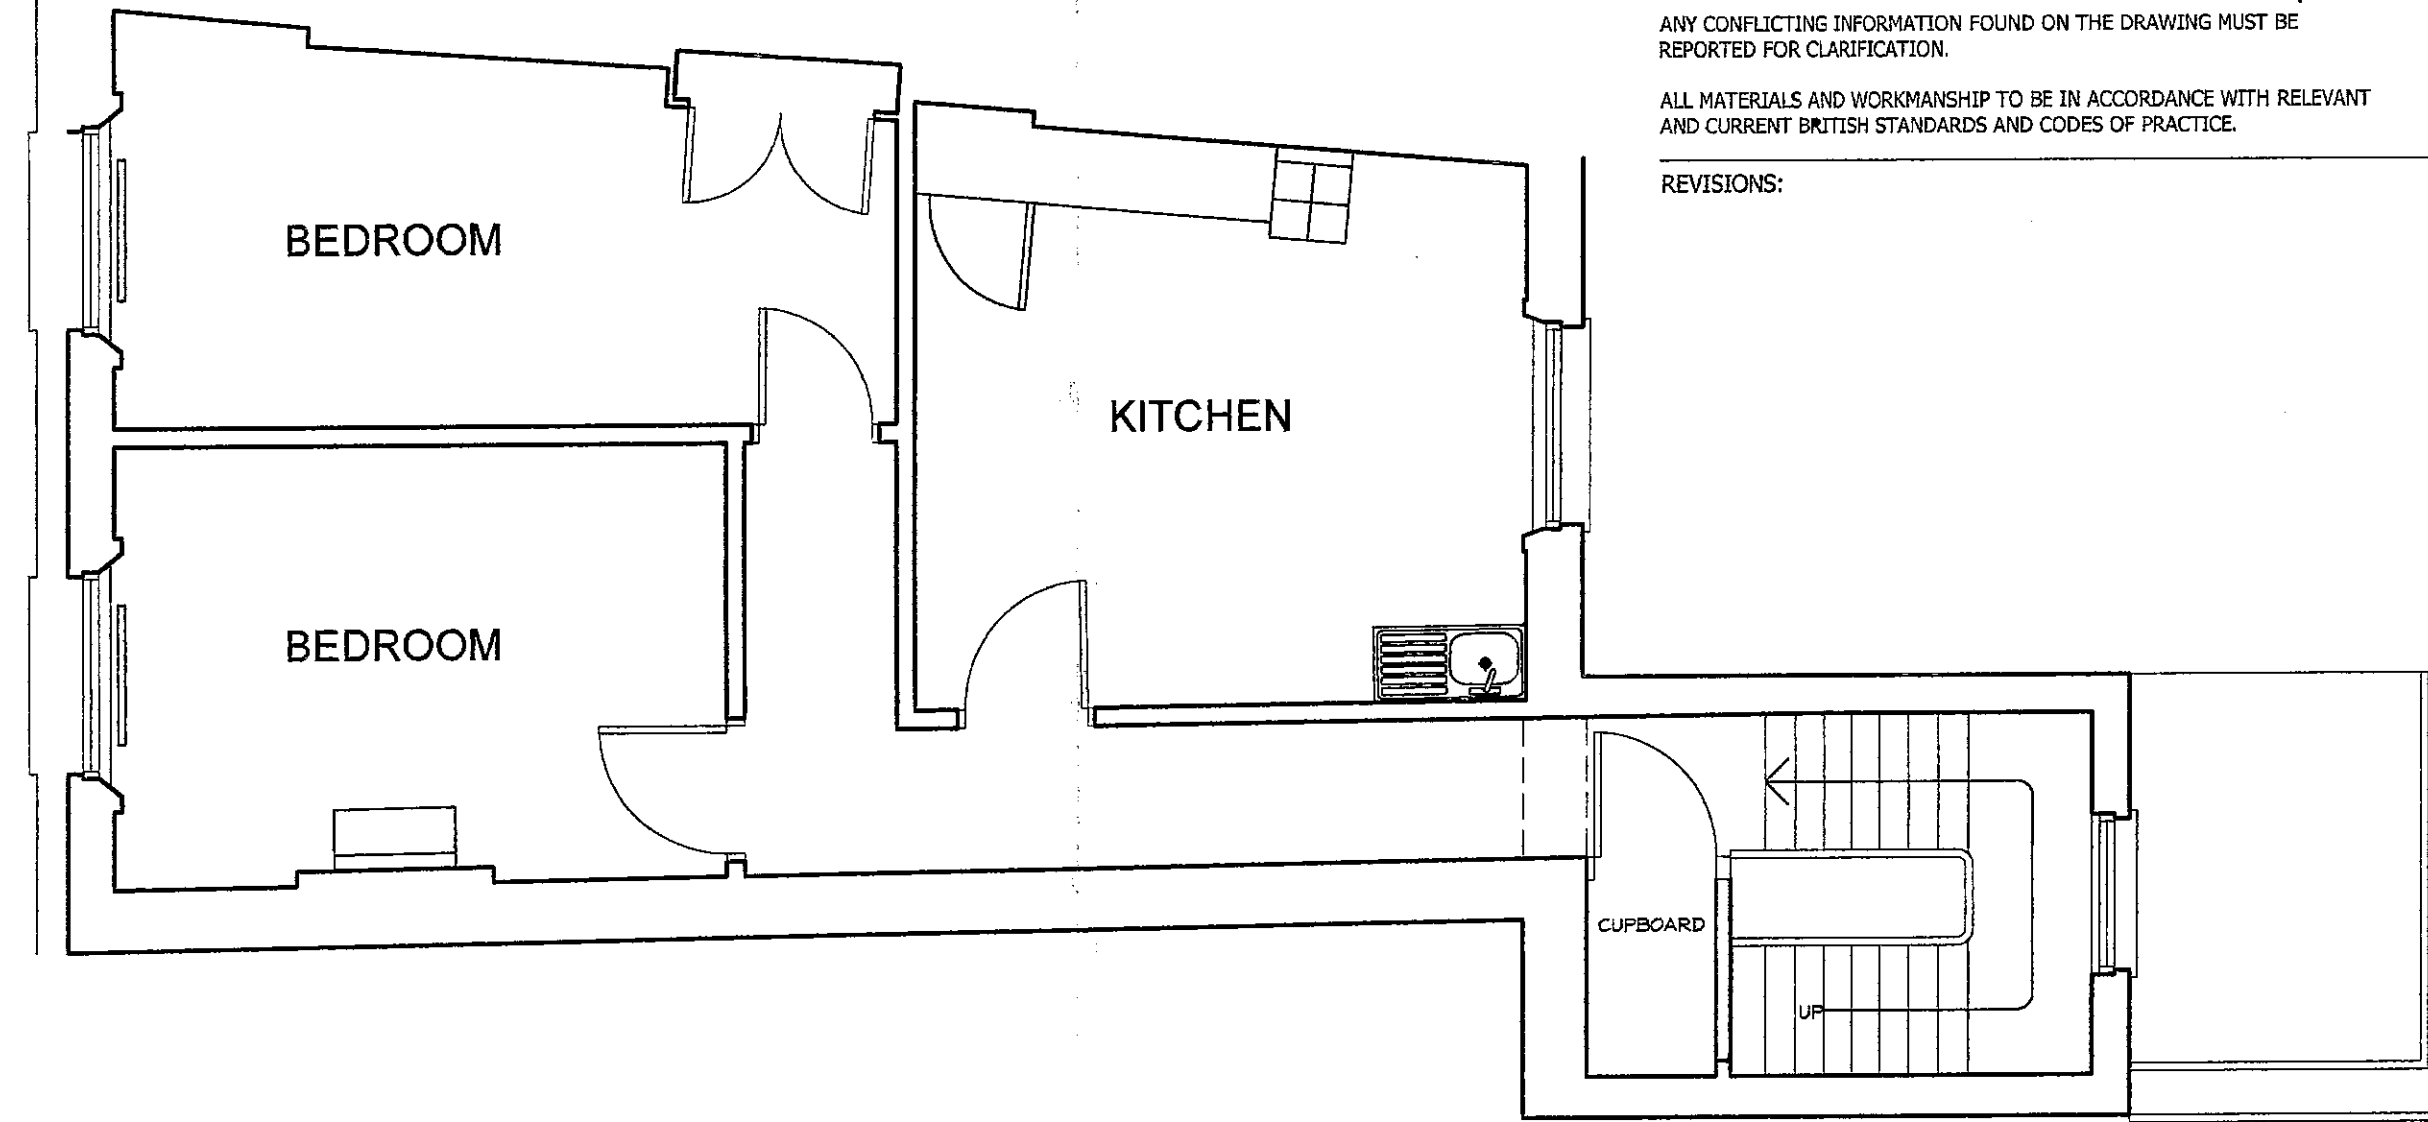 ANY CONFLICTING INFORMATION FOUND ON THE DRAWING MUST BE
REPORTED FOR CLARIFICATION.
ALL MATERIALS AND WORKMANSHIP TO BE IN ACCORDANCE WITH RELEVANT
AND CURRENT BRITISH STANDARDS AND CODES OF PRACTICE.
REVISIONS:
BEDROOM
KITCHEN
BEDROOM
CUPBOARD
UP